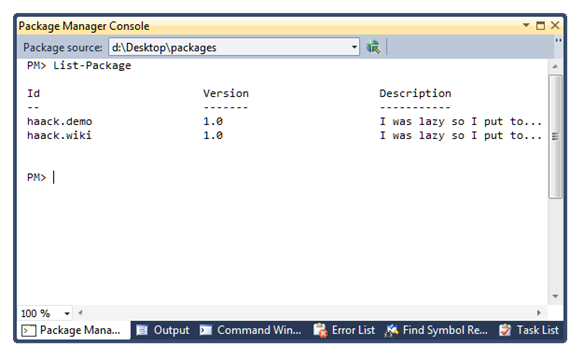 Package Manager Console
Package source: d:\Desktop\packages
PM> List-Package
Id Version Description
-- ------- -----------
haack.demo 1.0 I was lazy so I put to...
haack.wiki 1.0 I was lazy so I put to...
PM>
100 %
Package Mana... Output Command Win... Error List Find Symbol Re... Task List